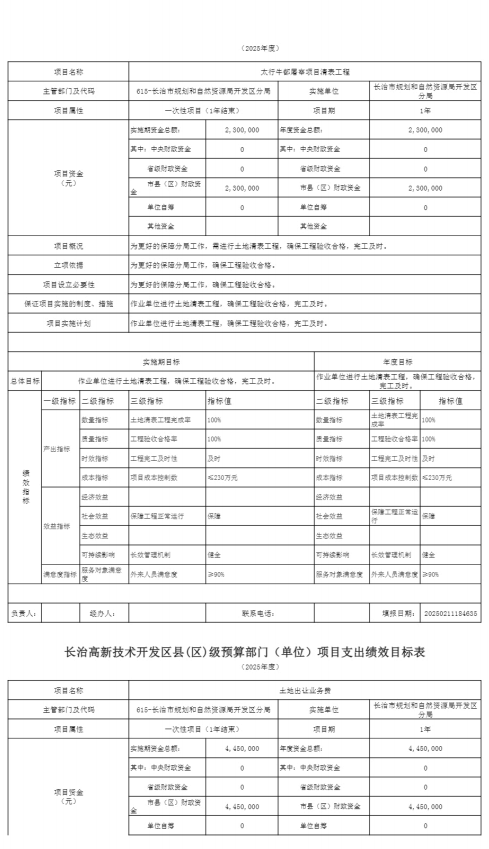 （2025年度）
项目名称 太行牛都屠宰项目清表工程
主管部门及代码 615-长治市规划和自然资源局开发区分局 实施单位 长治市规划和自然资源局开发区分局
项目属性 一次性项目（1年结束） 项目期 1年
项目资金（元）
实施期资金总额： 2,300,000 年度资金总额： 2,300,000
其中：中央财政资金 0 其中：中央财政资金 0
省级财政资金 0 省级财政资金 0
市县（区）财政资金 2,300,000 市县（区）财政资金 2,300,000
单位自筹 0 单位自筹 0
其他资金 其他资金
项目概况 为更好的保障分局工作，需进行土地清表工程，确保工程验收合格，完工及时。
立项依据 为更好的保障分局工作，确保工程验收合格。
项目设立必要性 为更好的保障分局工作，确保工程验收合格。
保证项目实施的制度、措施 作业单位进行土地清表工程，确保工程验收合格，完工及时。
项目实施计划 作业单位进行土地清表工程，确保工程验收合格，完工及时。
实施期目标 年度目标
总体目标 作业单位进行土地清表工程，确保工程验收合格，完工及时。 作业单位进行土地清表工程，确保工程验收合格，完工及时。
绩效指标
一级指标 二级指标 三级指标 指标值 二级指标 三级指标 指标值
产出指标
数量指标 土地清表工程完成率 100% 数量指标 土地清表工程完成率 100%
质量指标 工程验收合格率 100% 质量指标 工程验收合格率 100%
时效指标 工程完工及时性 及时 时效指标 工程完工及时性 及时
成本指标 项目成本控制数 ≤230万元 成本指标 项目成本控制数 ≤230万元
效益指标
经济效益 经济效益
社会效益 保障工程正常运行 保障 社会效益 保障工程正常运行 保障
生态效益 生态效益
可持续影响 长效管理机制 健全 可持续影响 长效管理机制 健全
满意度指标 服务对象满意度 外来人员满意度 ≥90% 服务对象满意度 外来人员满意度 ≥90%
负责人： 经办人： 联系电话： 填报日期： 20250211184635
长治高新技术开发区县(区)级预算部门（单位）项目支出绩效目标表
（2025年度）
项目名称 土地出让业务费
主管部门及代码 615-长治市规划和自然资源局开发区分局 实施单位 长治市规划和自然资源局开发区分局
项目属性 一次性项目（1年结束） 项目期 1年
项目资金（元）
实施期资金总额： 4,450,000 年度资金总额： 4,450,000
其中：中央财政资金 0 其中：中央财政资金 0
省级财政资金 0 省级财政资金 0
市县（区）财政资金 4,450,000 市县（区）财政资金 4,450,000
单位自筹 0 单位自筹 0